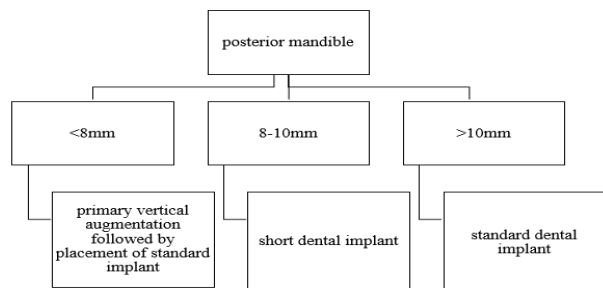 posterior mandible
<8mm
8-10mm
>10mm
primary vertical
augmentation
followed by
placement of standard
implant
short dental implant
standard dental
implant